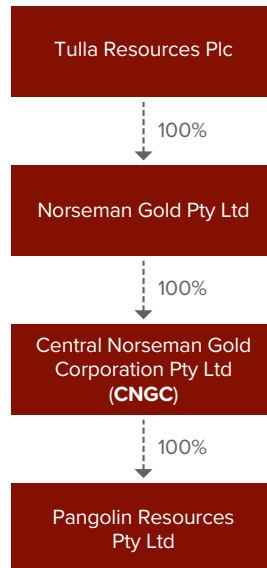 Tulla Resources Plc
100%
Norseman Gold Pty Ltd
100%
Central Norseman Gold
Corporation Pty Ltd
(CNGC)
100%
Pangolin Resources
Pty Ltd